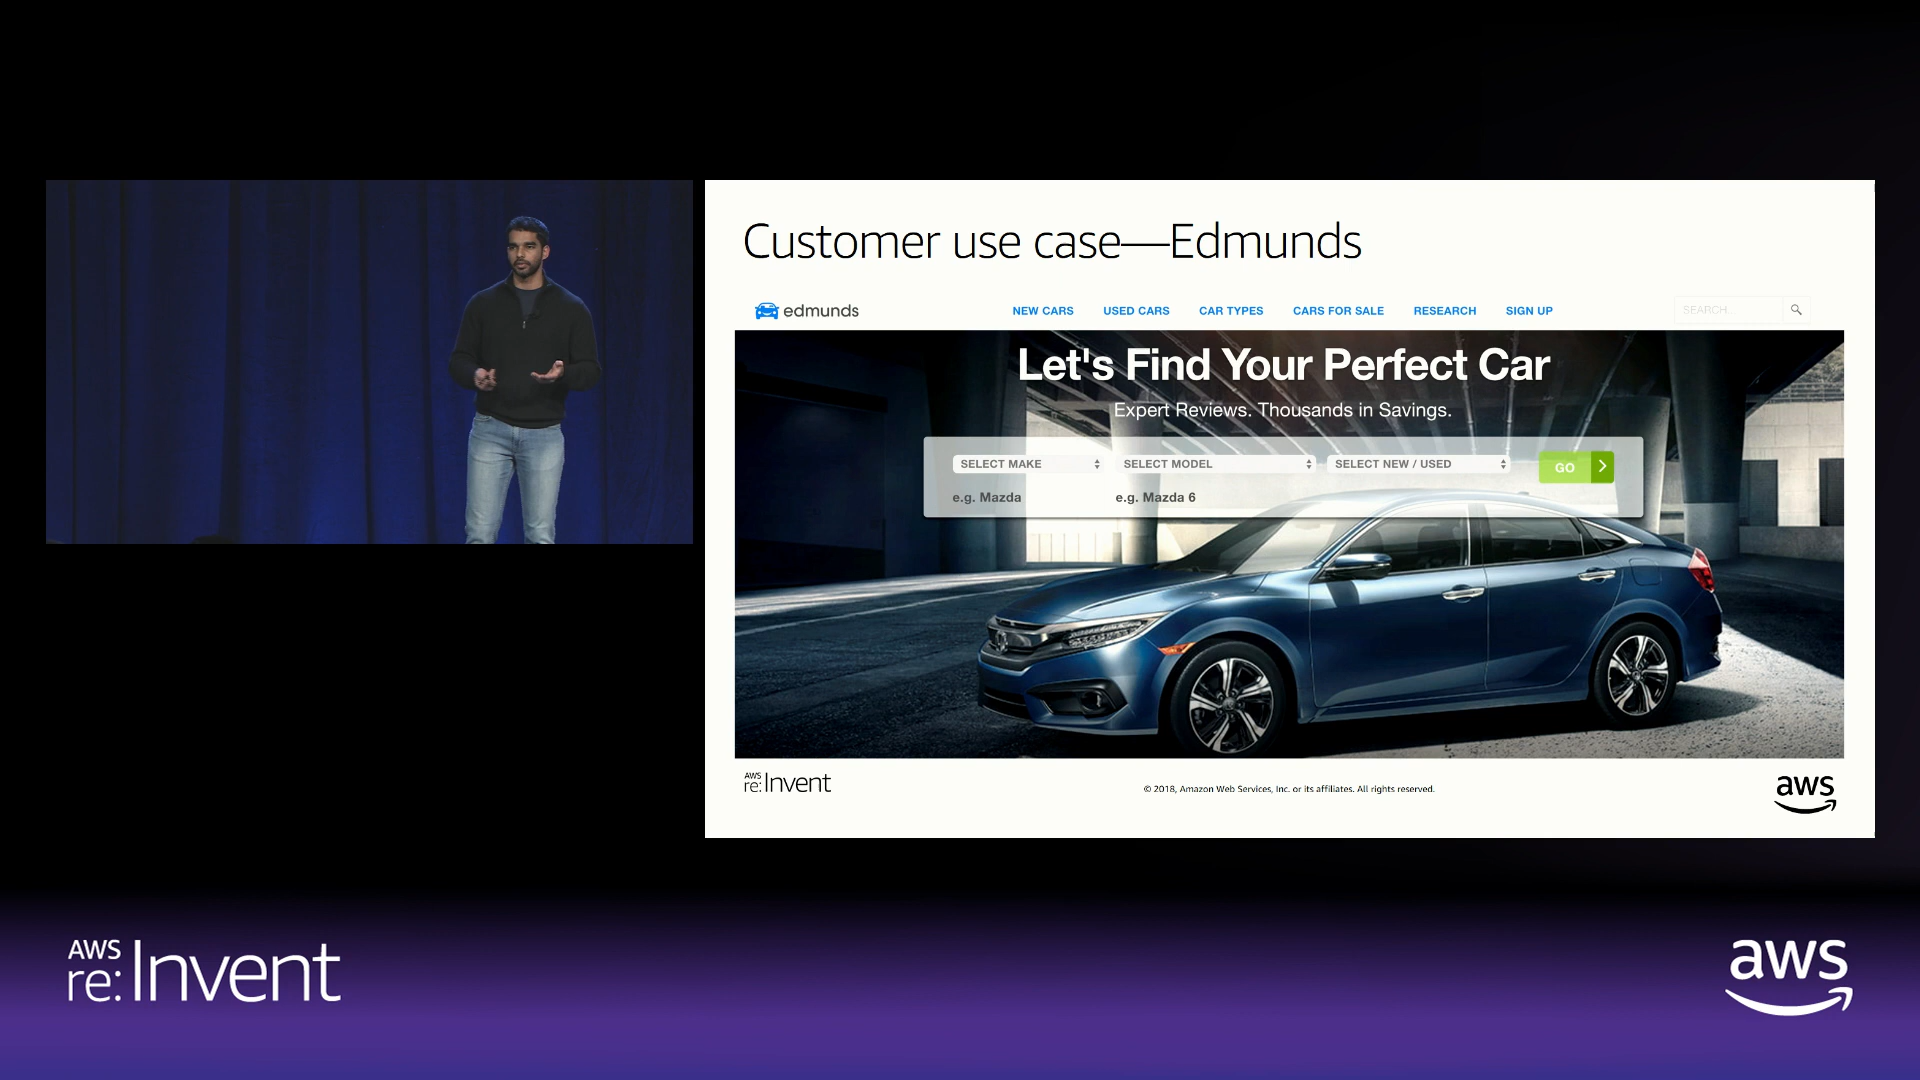 Customer use case—Edmunds
edmunds
NEW CARS USED CARS CAR TYPES CARS FOR SALE RESEARCH SIGN UP
SEARCH...
Let's Find Your Perfect Car
Expert Reviews. Thousands in Savings.
SELECT MAKE SELECT MODEL SELECT NEW / USED GO
e.g. Mazda e.g. Mazda 6
AWS
re:Invent
© 2018, Amazon Web Services, Inc. or its affiliates. All rights reserved.
aws
AWS
re:Invent
aws